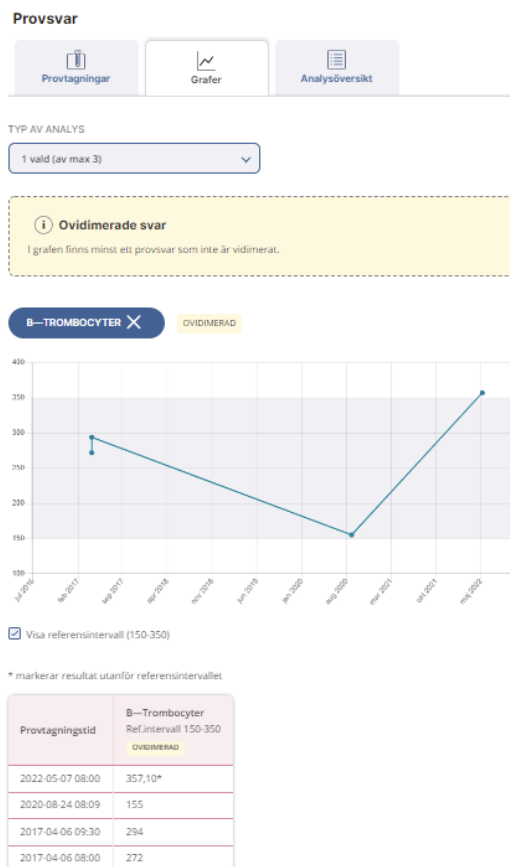 Provsvar
Provtagningar
Grafer
Analysöversikt
TYP AV ANALYS
1 vald (av max 3)
Ovidimerade svar
I grafen finns minst ett provsvar som inte är vidimerat.
B—TROMBOCYTER
OVIDIMERAD
400
350
300
250
200
150
100
jul 2016
feb 2017
sep 2017
apr 2018
nov 2018
jun 2019
jan 2020
aug 2020
mar 2021
okt 2021
maj 2022
Visa referensintervall (150-350)
* markerar resultat utanför referensintervallet
Provtagningstid
B—Trombocyter
Ref.intervall 150-350
OVIDIMERAD
2022-05-07 08:00 357,10*
2020-08-24 08:09 155
2017-04-06 09:30 294
2017-04-06 08:00 272